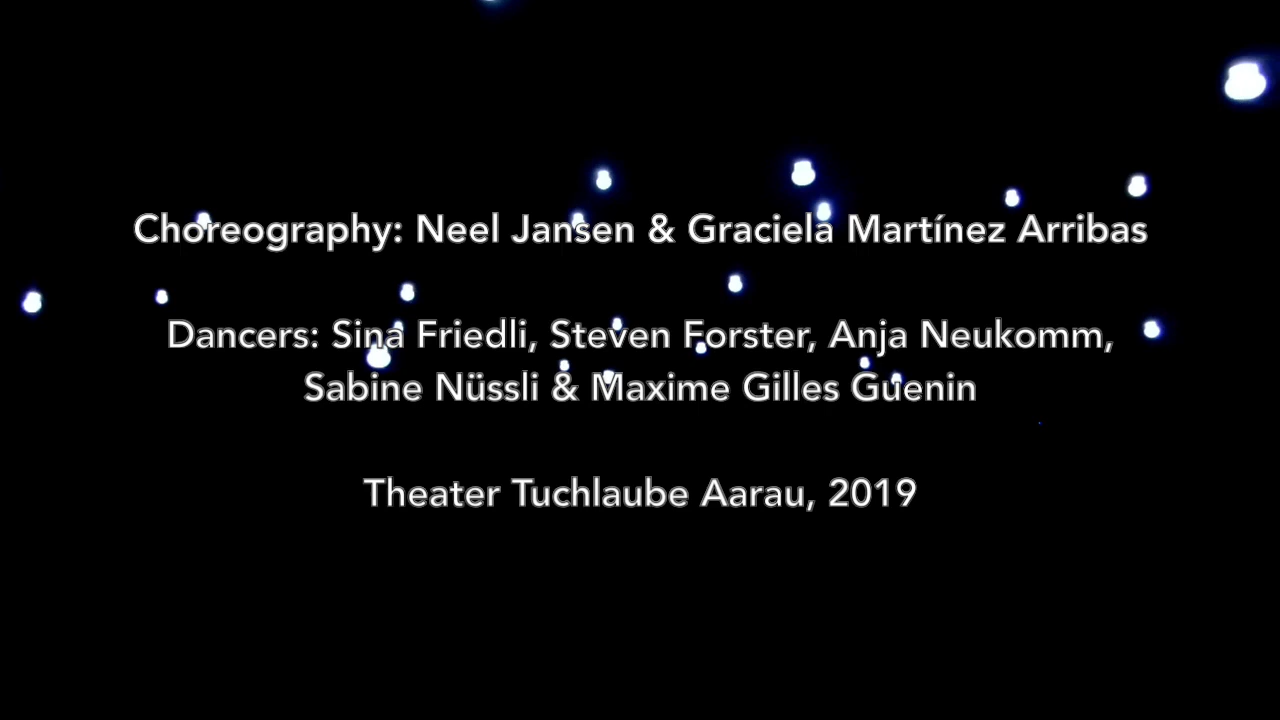 Choreography: Neel Jansen & Graciela Martínez Arribas
Dancers: Sina Friedli, Steven Forster, Anja Neukomm,
Sabine Nüssli & Maxime Gilles Guenin
Theater Tuchlaube Aarau, 2019